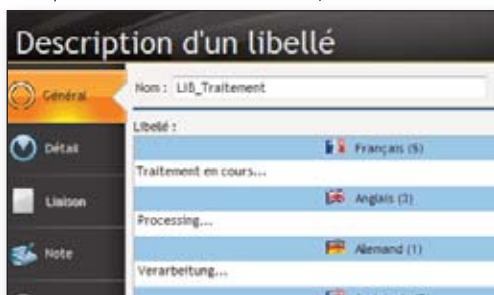 Description d'un libellé
Général
Nom : LIB_Traitement
Libellé :
Détail
Français (5)
Traitement en cours...
Liaison
Anglais (3)
Processing...
Note
Allemand (1)
Verarbeitung...